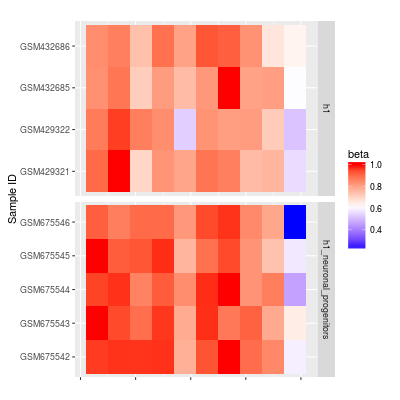 GSM432686
GSM432685
GSM429322
GSM429321
h1
GSM675546
GSM675545
GSM675544
GSM675543
GSM675542
h1_neuronal_progenitors
Sample ID
beta
1.0
0.8
0.6
0.4